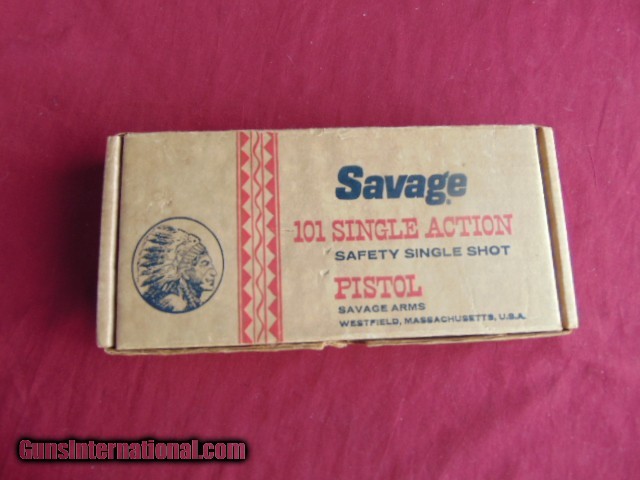 Savage
101 SINGLE ACTION
SAFETY SINGLE SHOT
PISTOL
SAVAGE ARMS
WESTFIELD, MASSACHUSETTS, U.S.A.
GunsInternational.com